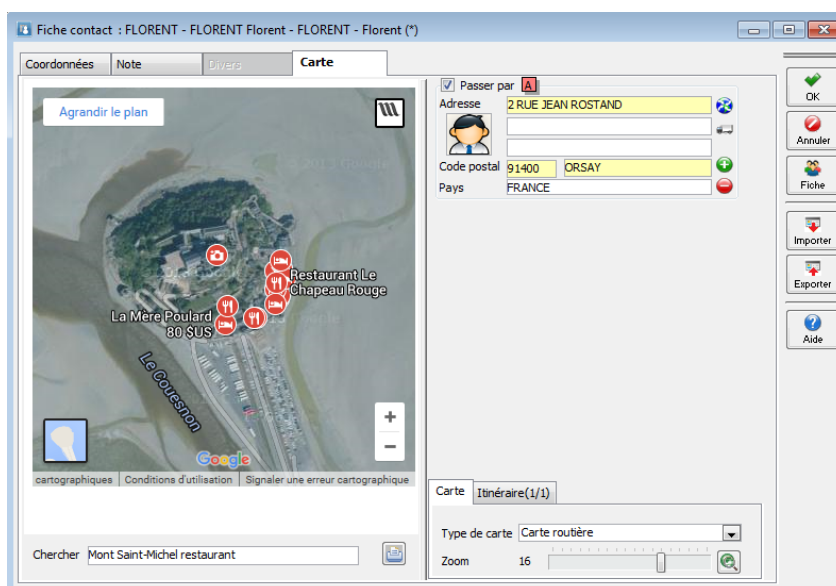 Fiche contact : FLORENT - FLORENT Florent - FLORENT - Florent (*)
Coordonnées
Note
Divers
Carte
Agrandir le plan
Restaurant Le
Chapeau Rouge
La Mère Poulard
80 $US
Le Couesnon
+
−
Google
cartographiques
Conditions d'utilisation
Signaler une erreur cartographique
Chercher Mont Saint-Michel restaurant
Passer par A
Adresse 2 RUE JEAN ROSTAND
Code postal 91400 ORSAY
Pays FRANCE
Carte
Itinéraire(1/1)
Type de carte Carte routière
Zoom 16
OK
Annuler
Fiche
Importer
Exporter
Aide